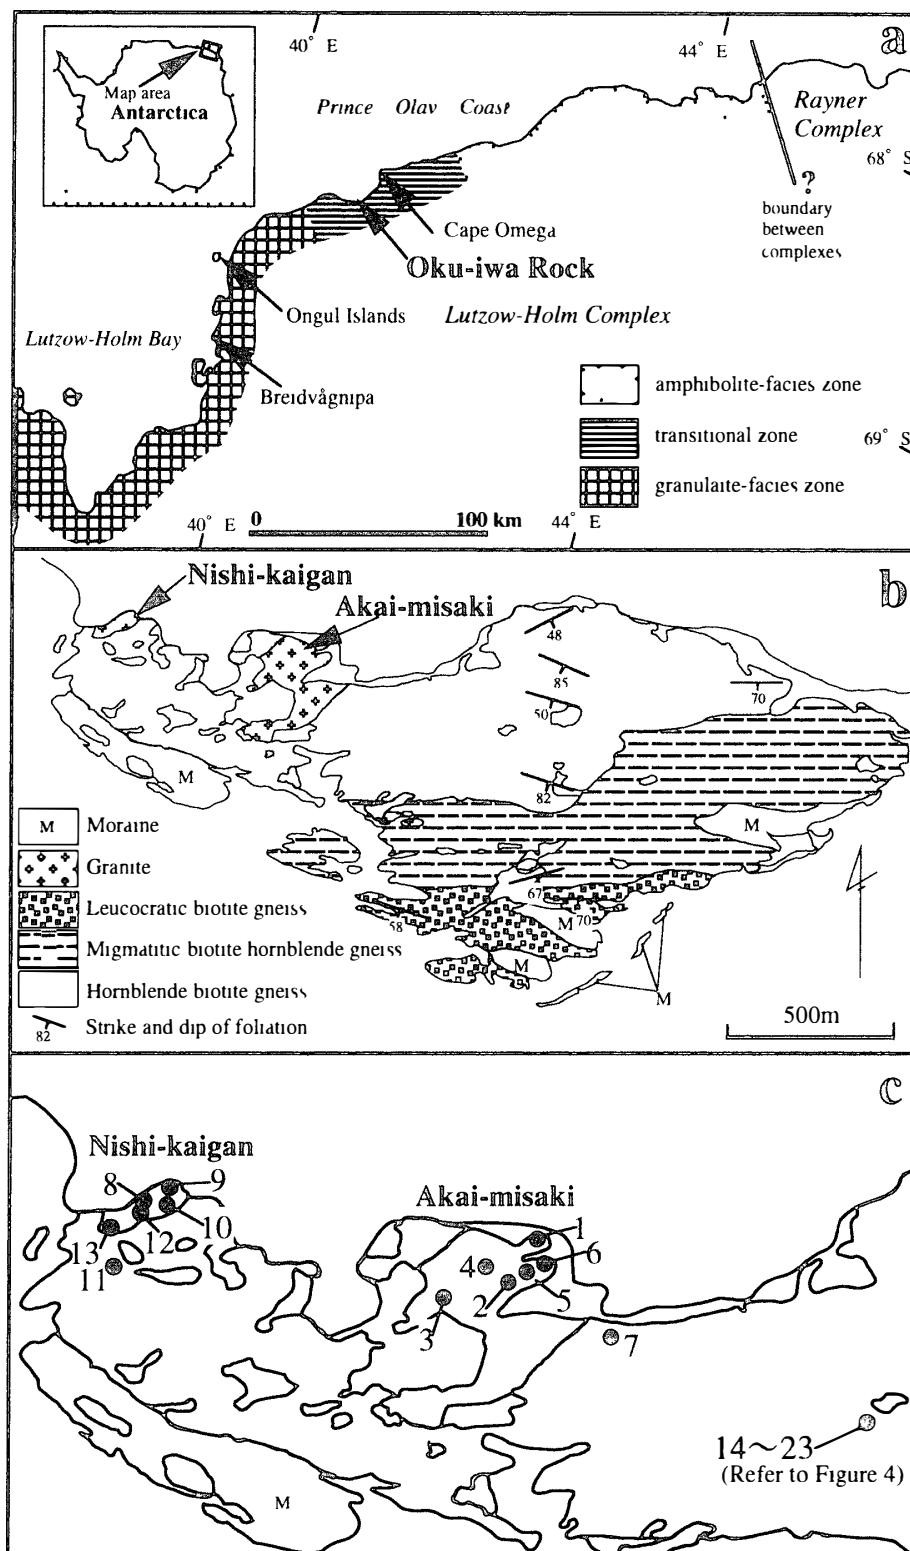 a
40° E
44° E
Map area
Antarctica
Prince Olav Coast
Rayner
Complex
68° S
?
boundary
between
complexes
Cape Omega
Oku-iwa Rock
Ongul Islands
Lutzow-Holm Complex
Lutzow-Holm Bay
Breidvågnipa
amphibolite-facies zone
transitional zone
69° S
granulaite-facies zone
40° E
0
100 km
44° E
b
Nishi-kaigan
Akai-misaki
48
85
50
70
82
M
M
67
58
M
70
M
M
M Moraine
Granite
Leucocratic biotite gneiss
Migmatitic biotite hornblende gneiss
Hornblende biotite gneiss
82 Strike and dip of foliation
500m
c
Nishi-kaigan
8
9
10
12
13
11
Akai-misaki
1
4
6
2
5
3
7
14~23
(Refer to Figure 4)
M